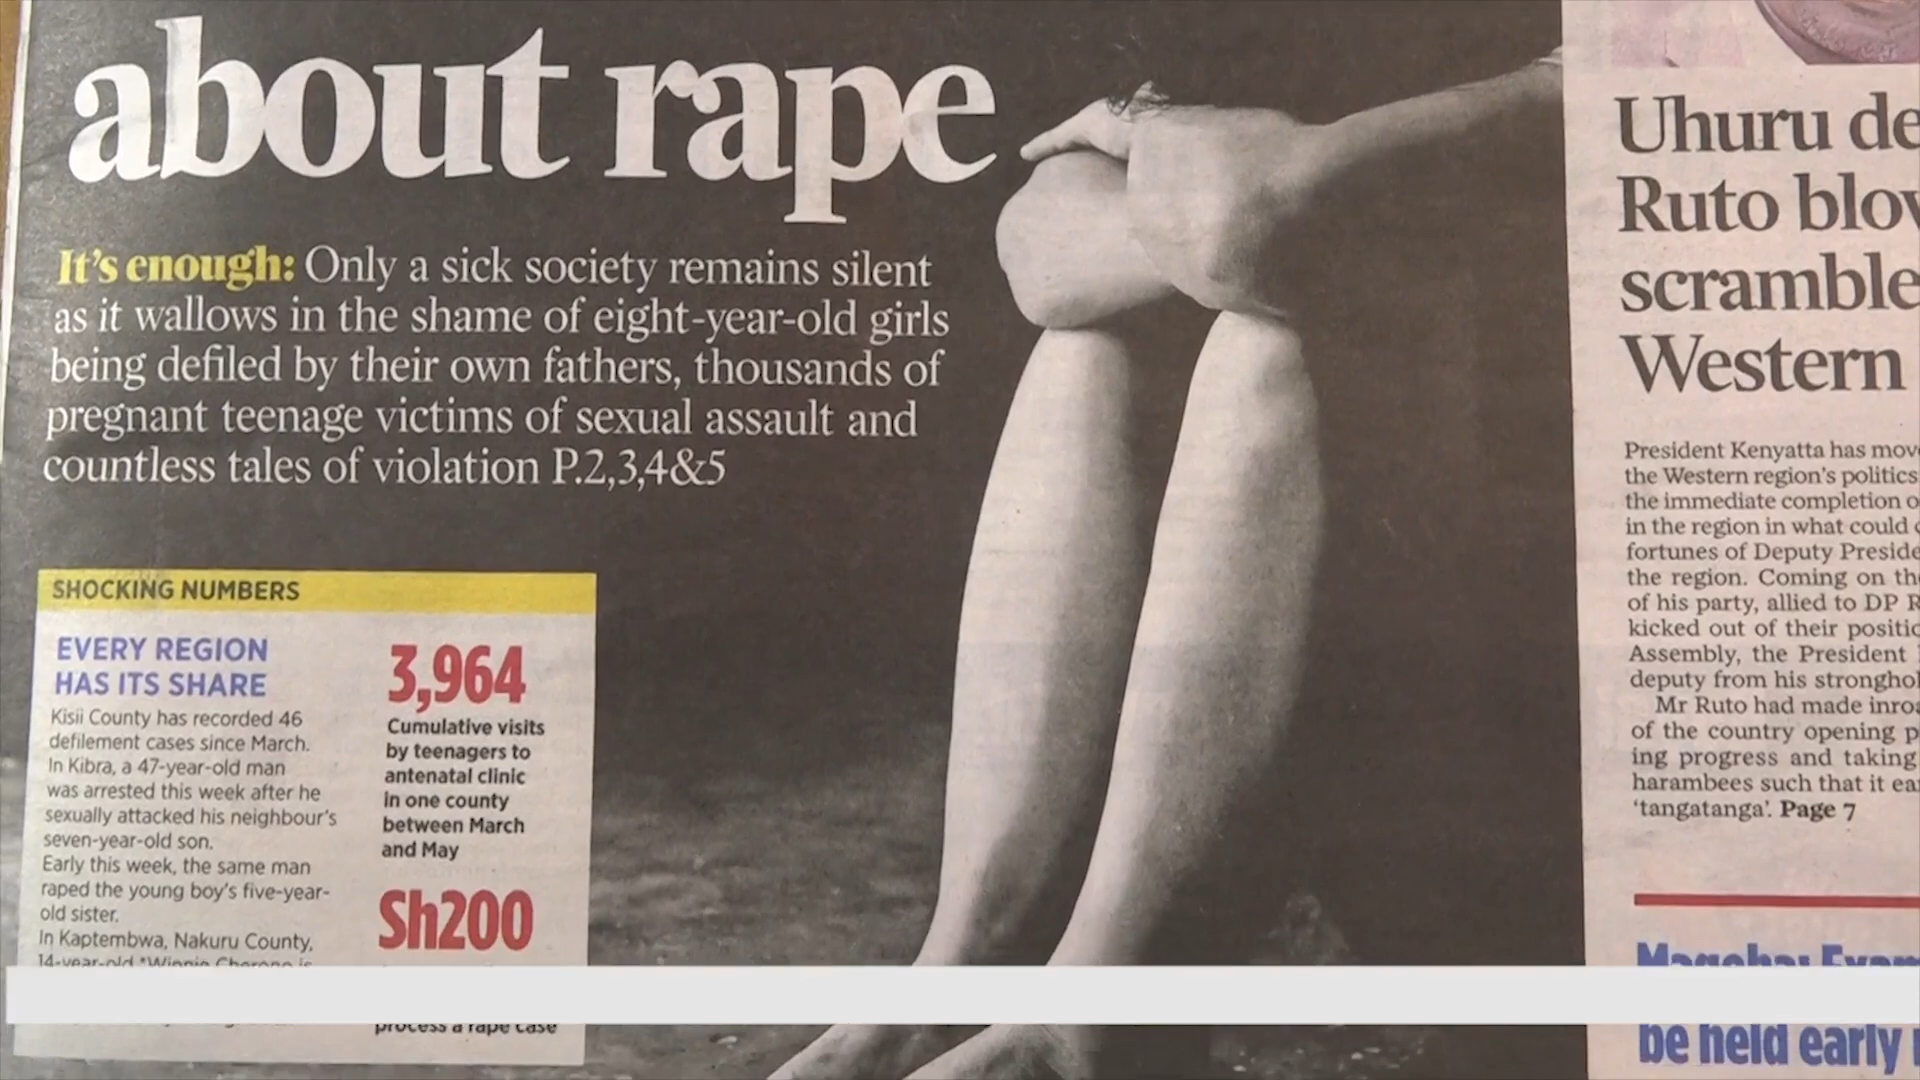 about rape
It's enough: Only a sick society remains silent
as it wallows in the shame of eight-year-old girls
being defiled by their own fathers, thousands of
pregnant teenage victims of sexual assault and
countless tales of violation P.2,3,4&5
SHOCKING NUMBERS
EVERY REGION
HAS ITS SHARE
Kisii County has recorded 46
defilement cases since March.
In Kibra, a 47-year-old man
was arrested this week after he
sexually attacked his neighbour's
seven-year-old son.
Early this week, the same man
raped the young boy's five-year-
old sister.
In Kaptembwa, Nakuru County,
14-year-old *Winnie Cherono is
3,964
Cumulative visits
by teenagers to
antenatal clinic
in one county
between March
and May
Sh200
process a rape case
Uhuru de
Ruto blow
scramble
Western
President Kenyatta has mov
the Western region's politics
the immediate completion o
in the region in what could
fortunes of Deputy Preside
the region. Coming on the
of his party, allied to DP R
kicked out of their positio
Assembly, the President
deputy from his stronghol
Mr Ruto had made inroa
of the country opening p
ing progress and taking
harambees such that it ea
'tangatanga'. Page 7
Magoha: Exam
be held early